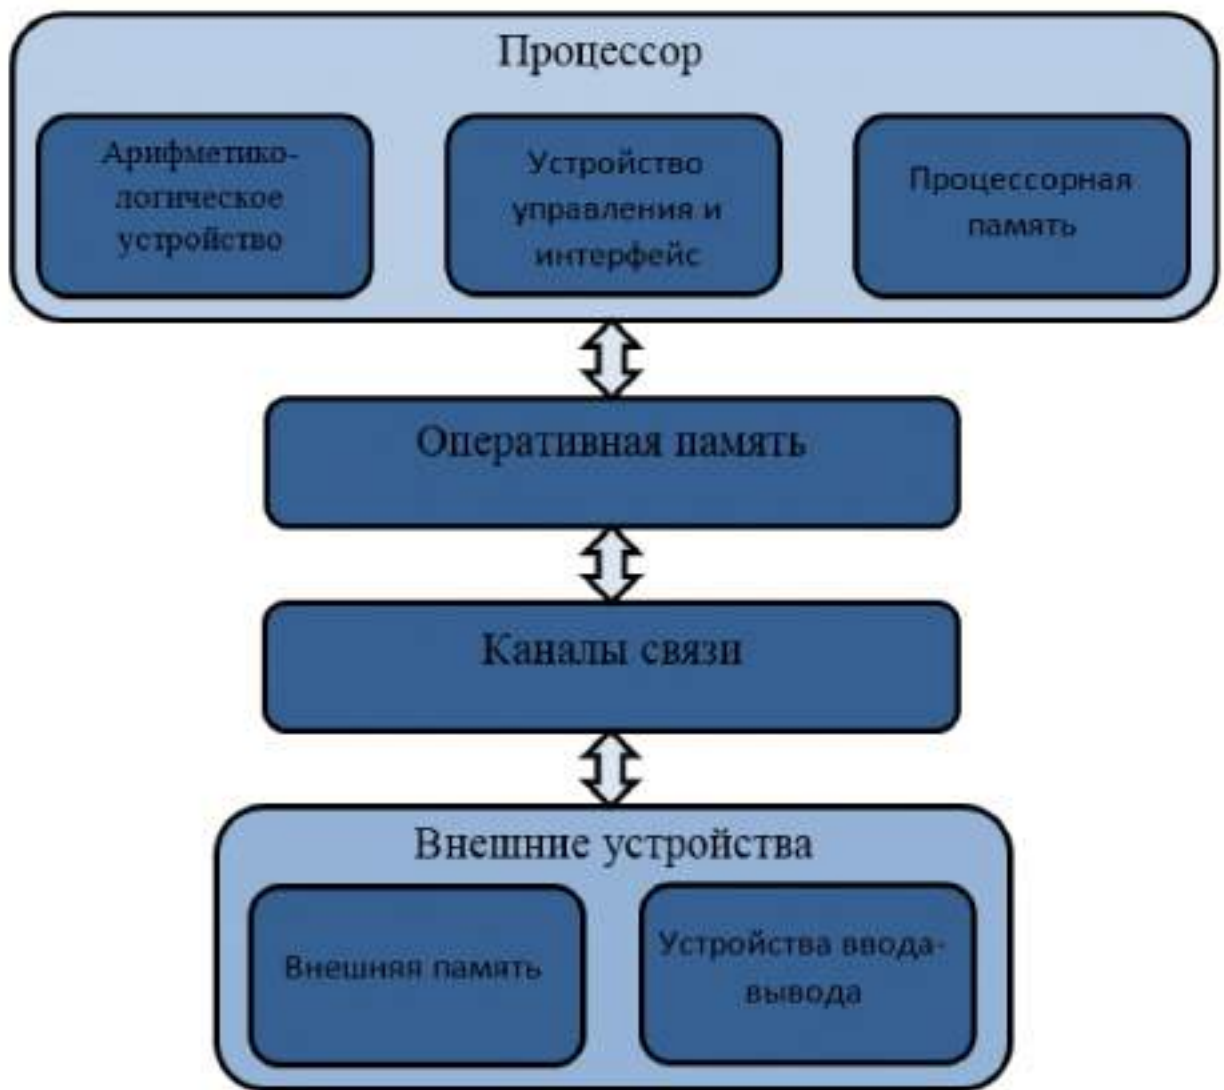 Процессор
Арифметико-
логическое
устройство
Устройство
управления и
интерфейс
Процессорная
память
Оперативная память
Каналы связи
Внешние устройства
Внешняя память
Устройства ввода-
вывода